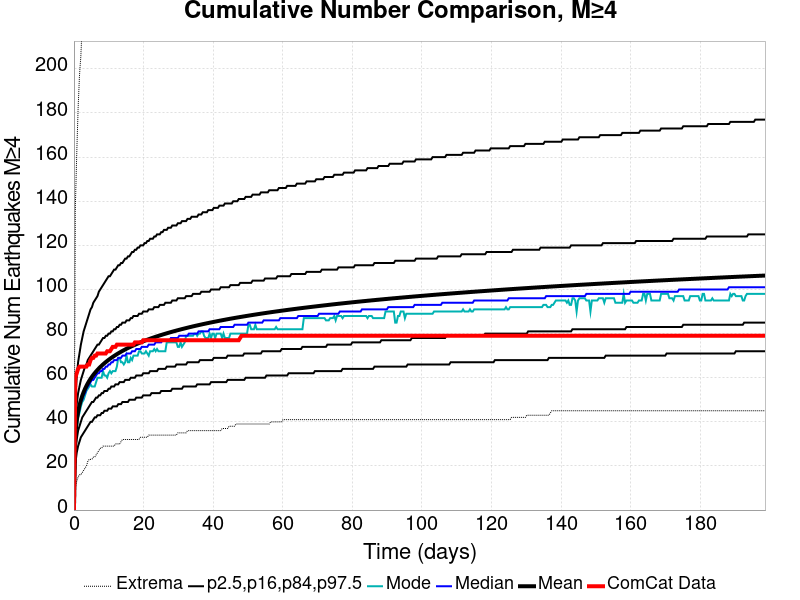 Cumulative Number Comparison, M≥4
Cumulative Num Earthquakes M≥4
200
180
160
140
120
100
80
60
40
20
0
0 20 40 60 80 100 120 140 160 180
Time (days)
Extrema p2.5,p16,p84,p97.5 Mode Median Mean ComCat Data